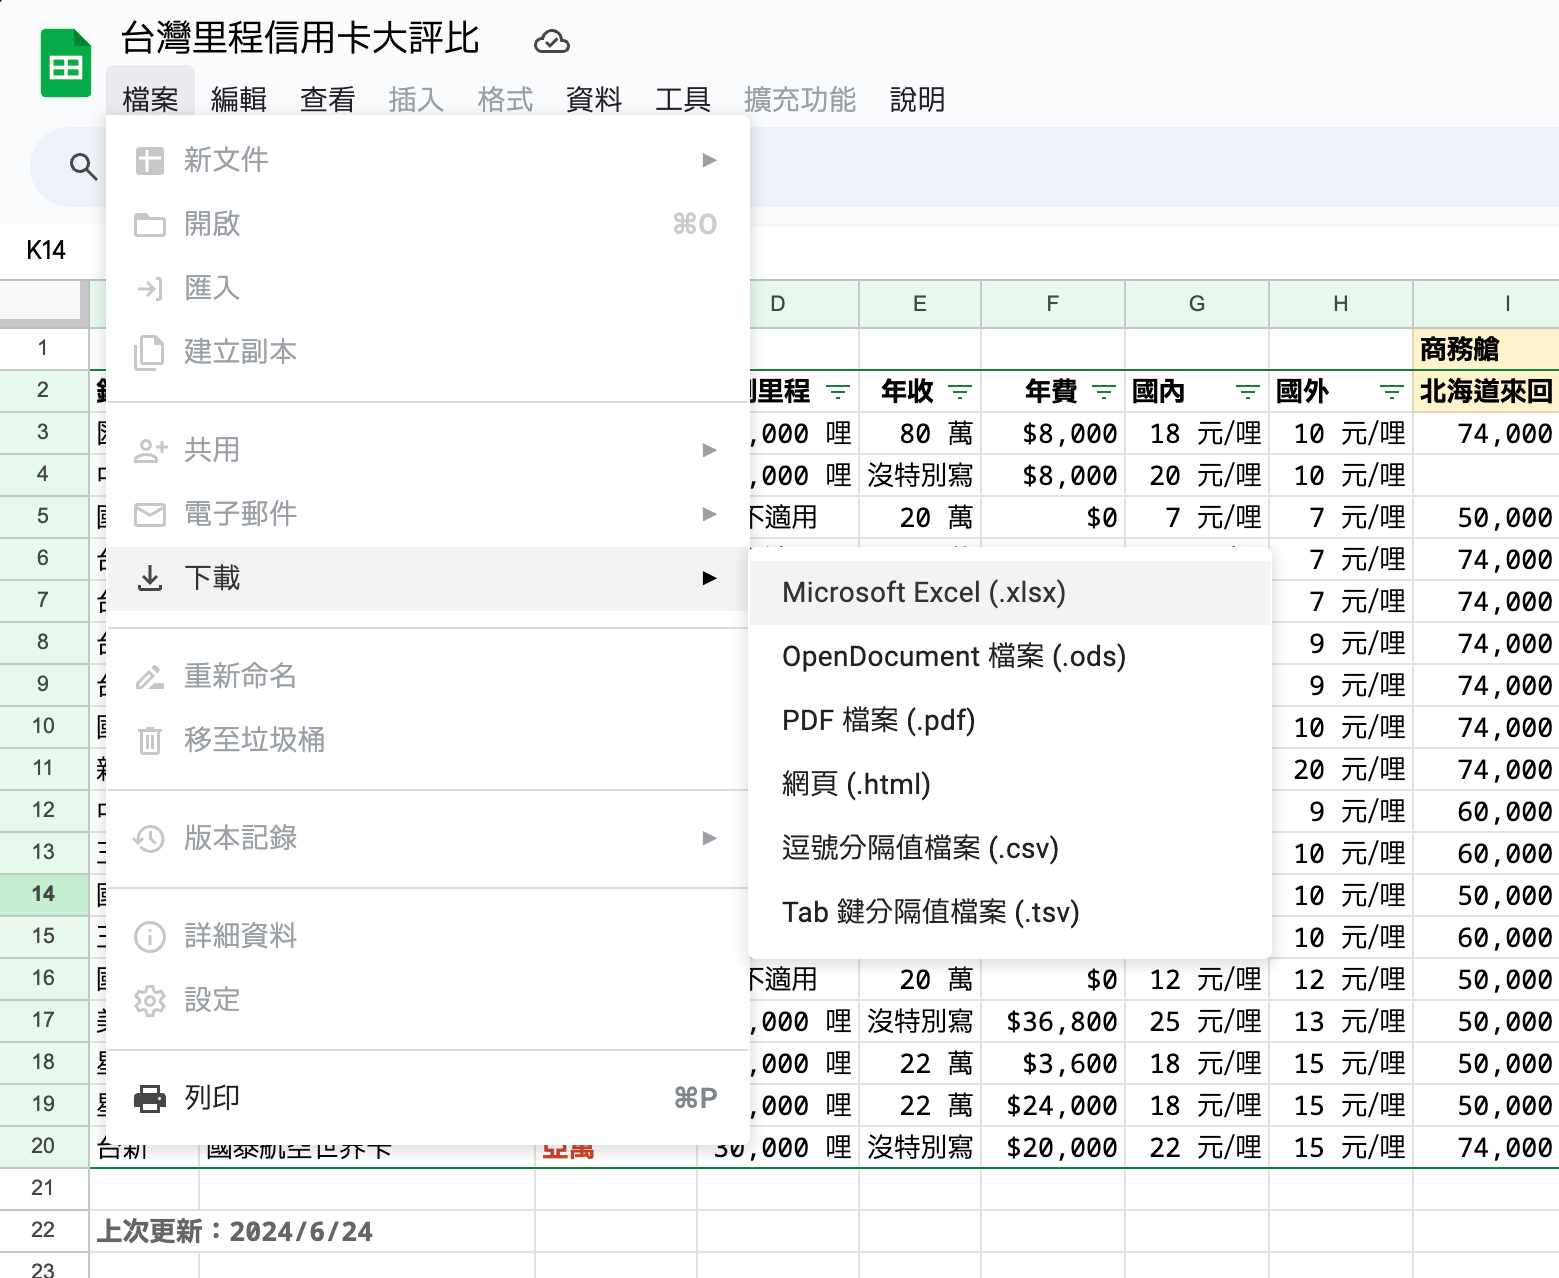 台灣里程信用卡大評比
檔案 編輯 查看 插入 格式 資料 工具 擴充功能 說明
K14
新文件
開啟 ⌘O
匯入
建立副本
共用
電子郵件
下載
重新命名
移至垃圾桶
版本記錄
詳細資料
設定
列印 ⌘P
Microsoft Excel (.xlsx)
OpenDocument 檔案 (.ods)
PDF 檔案 (.pdf)
網頁 (.html)
逗號分隔值檔案 (.csv)
Tab 鍵分隔值檔案 (.tsv)
D E F G H I
1 商務艙
2 里程 年收 年費 國內 國外 北海道來回
3 ,000 哩 80 萬 $8,000 18 元/哩 10 元/哩 74,000
4 ,000 哩 沒特別寫 $8,000 20 元/哩 10 元/哩
5 不適用 20 萬 $0 7 元/哩 7 元/哩 50,000
6 7 元/哩 74,000
7 7 元/哩 74,000
8 9 元/哩 74,000
9 9 元/哩 74,000
10 10 元/哩 74,000
11 20 元/哩 74,000
12 9 元/哩 60,000
13 10 元/哩 60,000
14 10 元/哩 50,000
15 10 元/哩 60,000
16 不適用 20 萬 $0 12 元/哩 12 元/哩 50,000
17 ,000 哩 沒特別寫 $36,800 25 元/哩 13 元/哩 50,000
18 ,000 哩 22 萬 $3,600 18 元/哩 15 元/哩 50,000
19 ,000 哩 22 萬 $24,000 18 元/哩 15 元/哩 50,000
20 台新 國泰航空世界卡 亞萬 30,000 哩 沒特別寫 $20,000 22 元/哩 15 元/哩 74,000
21
22 上次更新：2024/6/24
23